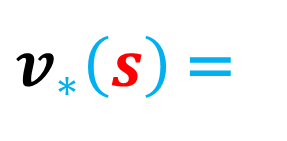 v*(s) =